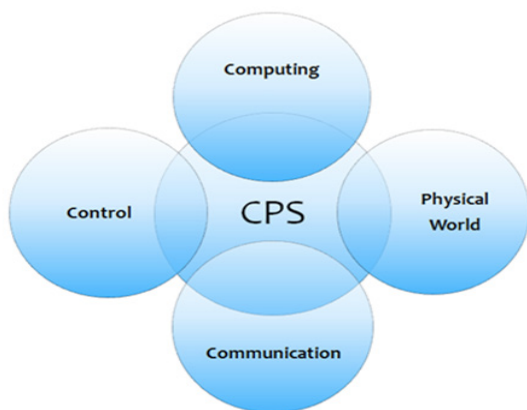 Computing
Control
CPS
Physical
World
Communication